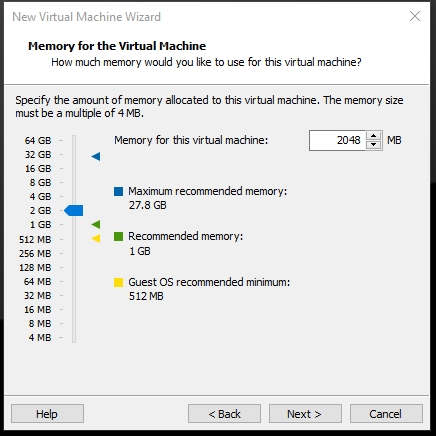 New Virtual Machine Wizard
Memory for the Virtual Machine
How much memory would you like to use for this virtual machine?
Specify the amount of memory allocated to this virtual machine. The memory size
must be a multiple of 4 MB.
Memory for this virtual machine: 2048 MB
64 GB
32 GB
16 GB
8 GB
4 GB
2 GB
1 GB
512 MB
256 MB
128 MB
64 MB
32 MB
16 MB
8 MB
4 MB
Maximum recommended memory:
27.8 GB
Recommended memory:
1 GB
Guest OS recommended minimum:
512 MB
Help < Back Next > Cancel